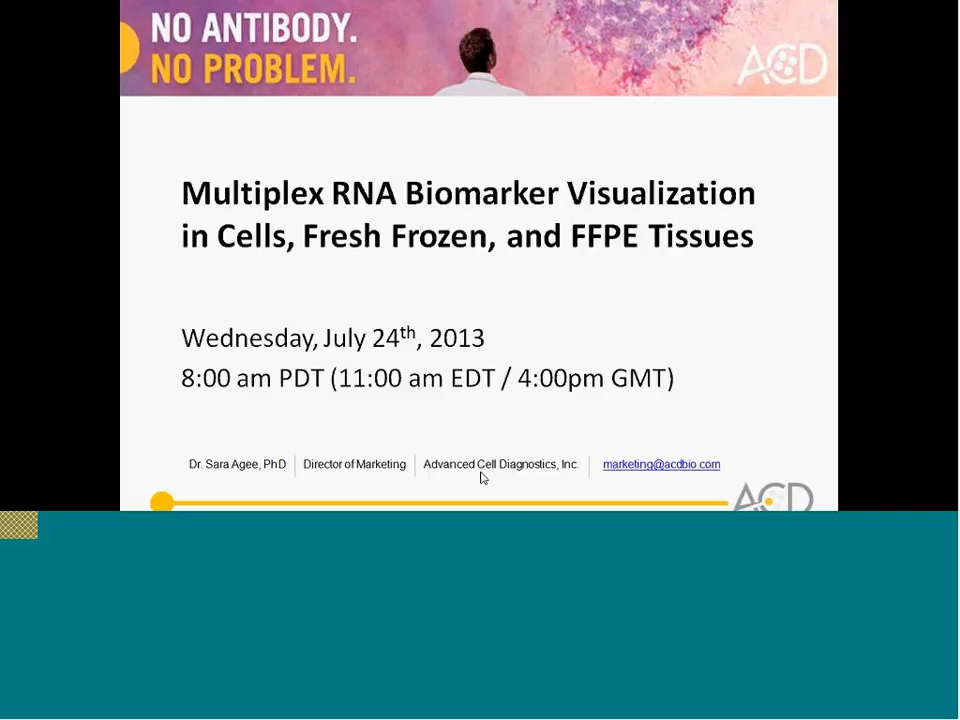 NO ANTIBODY.
NO PROBLEM.
ACD
Multiplex RNA Biomarker Visualization
in Cells, Fresh Frozen, and FFPE Tissues
Wednesday, July 24th, 2013
8:00 am PDT (11:00 am EDT / 4:00pm GMT)
Dr. Sara Agee, PhD | Director of Marketing | Advanced Cell Diagnostics, Inc. | marketing@acdbio.com
ACD